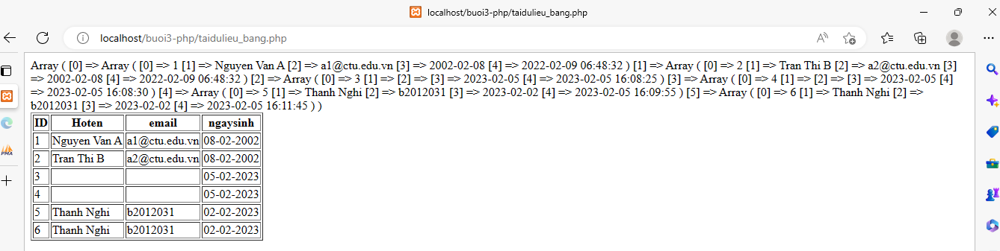 localhost/buoi3-php/taidulieu_bang.php
localhost/buoi3-php/taidulieu_bang.php
Array ( [0] => Array ( [0] => 1 [1] => Nguyen Van A [2] => a1@ctu.edu.vn [3] => 2002-02-08 [4] => 2022-02-09 06:48:32 ) [1] => Array ( [0] => 2 [1] => Tran Thi B [2] => a2@ctu.edu.vn [3]
=> 2002-02-08 [4] => 2022-02-09 06:48:32 ) [2] => Array ( [0] => 3 [1] => [2] => [3] => 2023-02-05 [4] => 2023-02-05 16:08:25 ) [3] => Array ( [0] => 4 [1] => [2] => [3] => 2023-02-05 [4]
=> 2023-02-05 16:08:30 ) [4] => Array ( [0] => 5 [1] => Thanh Nghi [2] => b2012031 [3] => 2023-02-02 [4] => 2023-02-05 16:09:55 ) [5] => Array ( [0] => 6 [1] => Thanh Nghi [2] =>
b2012031 [3] => 2023-02-02 [4] => 2023-02-05 16:11:45 ) )
ID Hoten email ngaysinh
1 Nguyen Van A a1@ctu.edu.vn 08-02-2002
2 Tran Thi B a2@ctu.edu.vn 08-02-2002
3 05-02-2023
4 05-02-2023
5 Thanh Nghi b2012031 02-02-2023
6 Thanh Nghi b2012031 02-02-2023
PMA